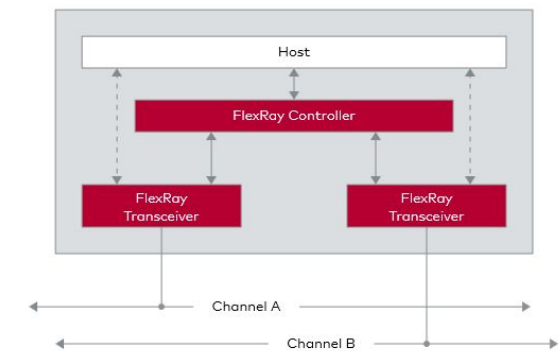 Host
FlexRay Controller
FlexRay
Transceiver
FlexRay
Transceiver
Channel A
Channel B